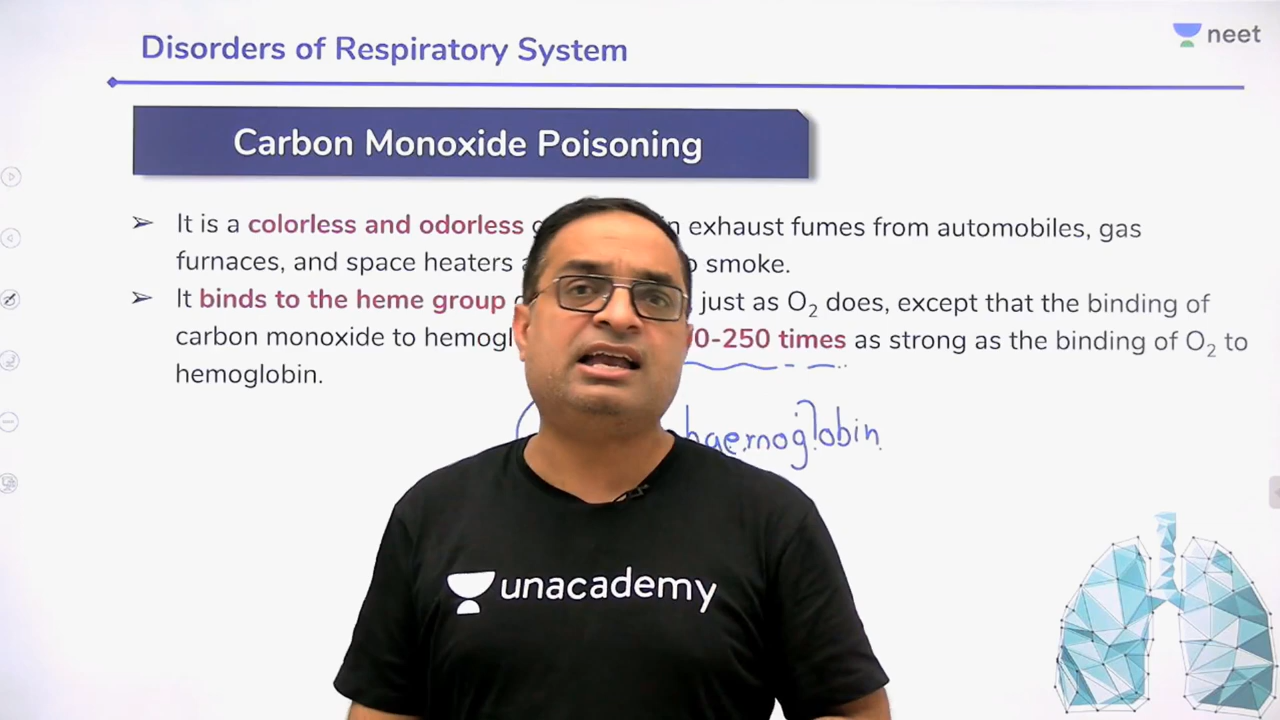 Disorders of Respiratory System
neet
Carbon Monoxide Poisoning
➢ It is a colorless and odorless exhaust fumes from automobiles, gas
furnaces, and space heaters smoke.
➢ It binds to the heme group just as O₂ does, except that the binding of
carbon monoxide to 0-250 times as strong as the binding of O₂ to
hemoglobin.
haemoglobin
unacademy